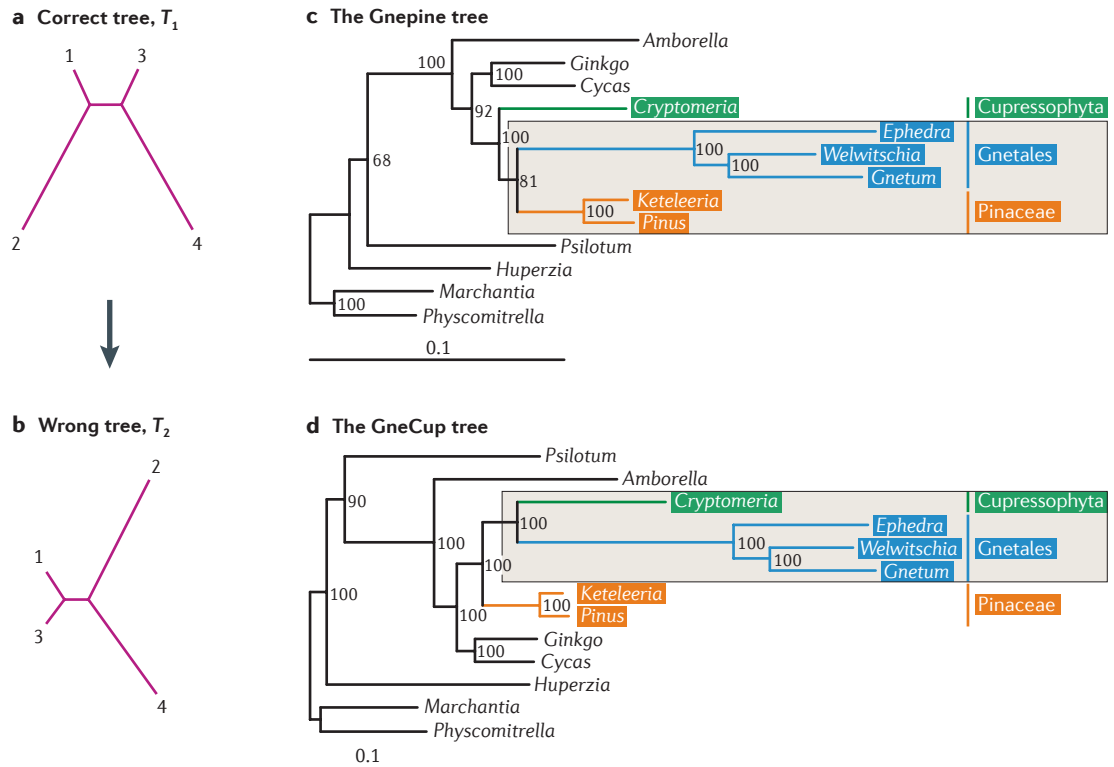 a Correct tree, T1
1
3
2
4
b Wrong tree, T2
2
1
3
4
c The Gnepine tree
Amborella
100
Ginkgo
100
Cycas
92
Cryptomeria
Cupressophyta
100
Ephedra
100
Welwitschia
Gnetales
100
68
Gnetum
81
Keteleeria
100
Pinaceae
Pinus
Psilotum
Huperzia
Marchantia
100
Physcomitrella
0.1
d The GneCup tree
Psilotum
Amborella
90
Cryptomeria
Cupressophyta
100
Ephedra
100
100
Welwitschia
Gnetales
100
100
Gnetum
Keteleeria
100
100
Pinaceae
Pinus
100
Ginkgo
100
Cycas
Huperzia
Marchantia
Physcomitrella
0.1